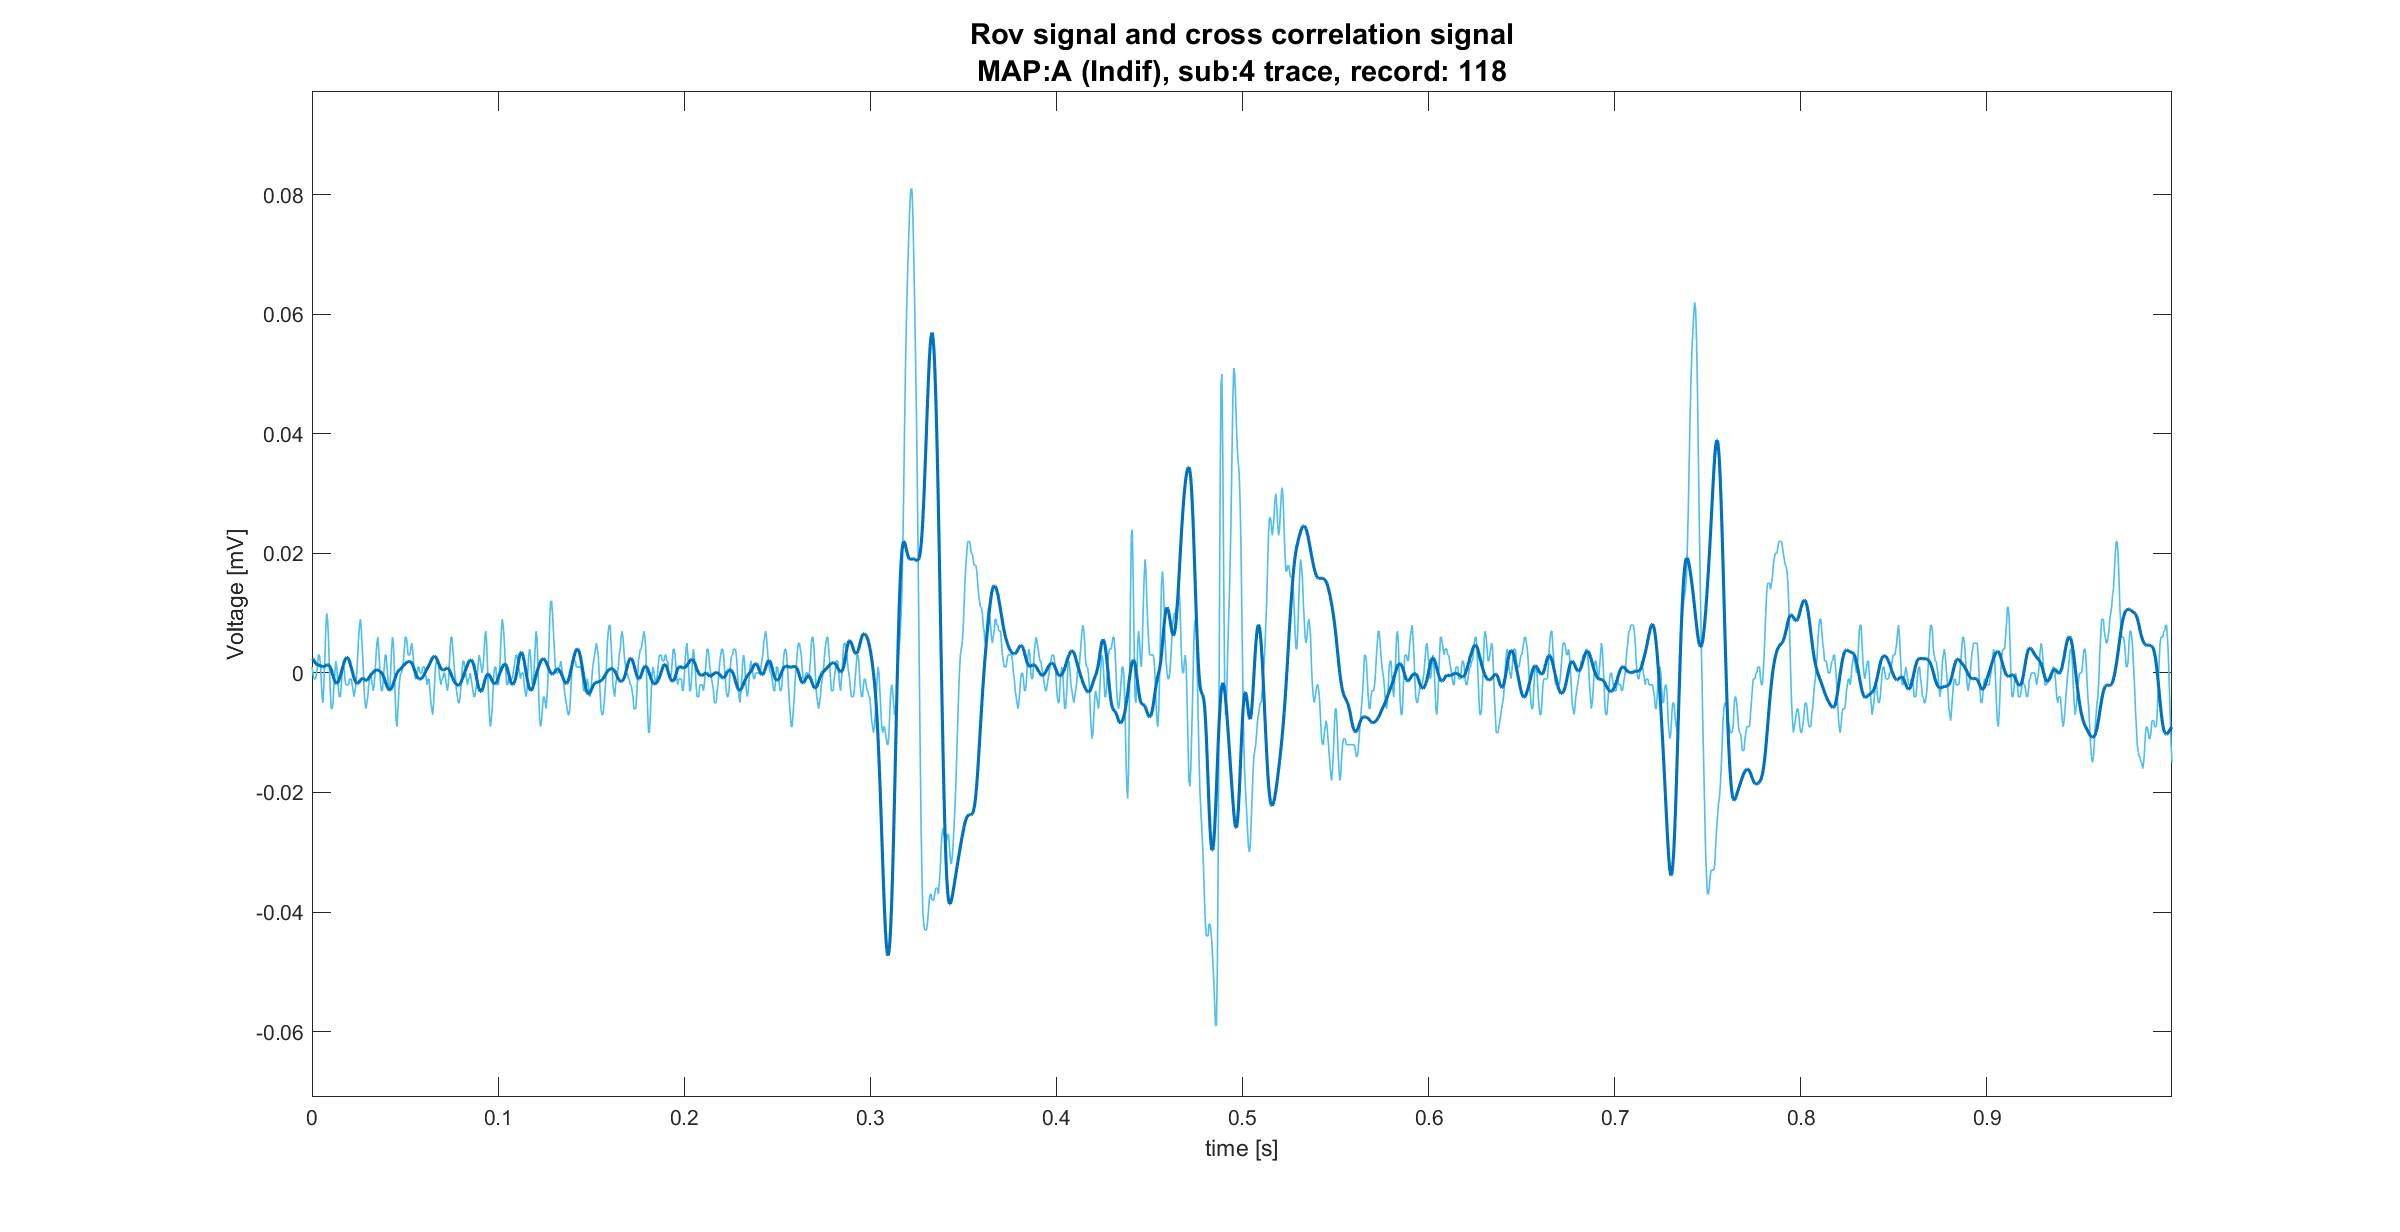 Rov signal and cross correlation signal
MAP:A (Indif), sub:4 trace, record: 118
0.08
0.06
0.04
0.02
0
-0.02
-0.04
-0.06
Voltage [mV]
0 0.1 0.2 0.3 0.4 0.5 0.6 0.7 0.8 0.9
time [s]